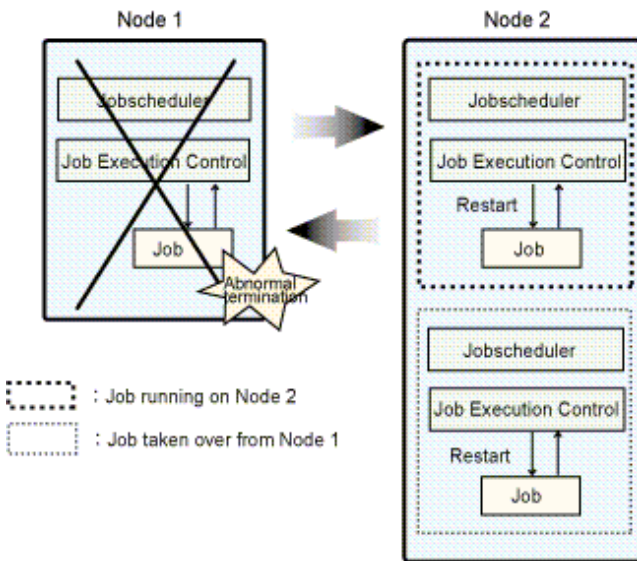 Node 1
Jobscheduler
Job Execution Control
Job
Abnormal
termination
Node 2
Jobscheduler
Job Execution Control
Restart
Job
Jobscheduler
Job Execution Control
Restart
Job
: Job running on Node 2
: Job taken over from Node 1